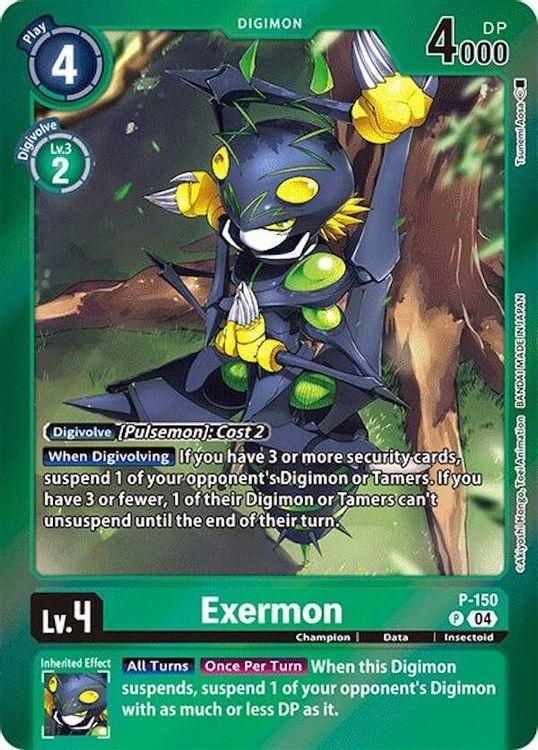 DIGIMON
Play
4
DP
4000
Digivolve
Lv.3
2
Tsunemi Aosa
BANDAI MADE IN JAPAN
©Akiyoshi Hongo, Toei Animation
Digivolve [Pulsemon]: Cost 2
When Digivolving If you have 3 or more security cards,
suspend 1 of your opponent's Digimon or Tamers. If you
have 3 or fewer, 1 of their Digimon or Tamers can't
unsuspend until the end of their turn.
Lv.4
Exermon
P-150
P 04
Champion | Data | Insectoid
Inherited Effect
All Turns Once Per Turn When this Digimon
suspends, suspend 1 of your opponent's Digimon
with as much or less DP as it.